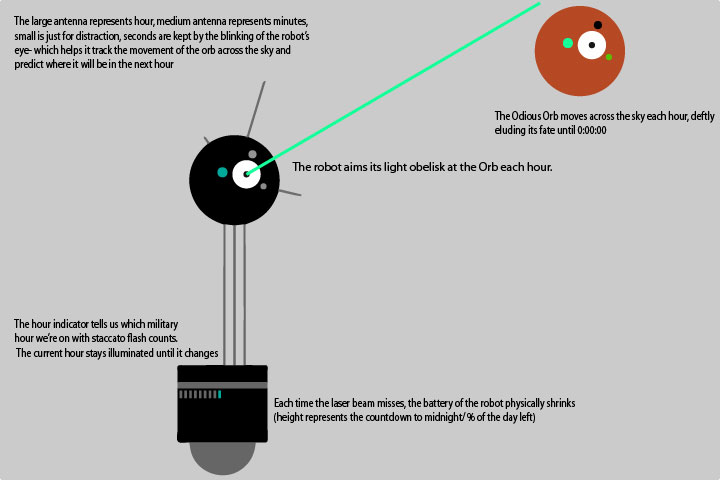 The large antenna represents hour, medium antenna represents minutes,
small is just for distraction, seconds are kept by the blinking of the robot's
eye- which helps it track the movement of the orb across the sky and
predict where it will be in the next hour
The Odious Orb moves across the sky each hour, deftly
eluding its fate until 0:00:00
The robot aims its light obelisk at the Orb each hour.
The hour indicator tells us which military
hour we're on with staccato flash counts.
The current hour stays illuminated until it changes
Each time the laser beam misses, the battery of the robot physically shrinks
(height represents the countdown to midnight/ % of the day left)